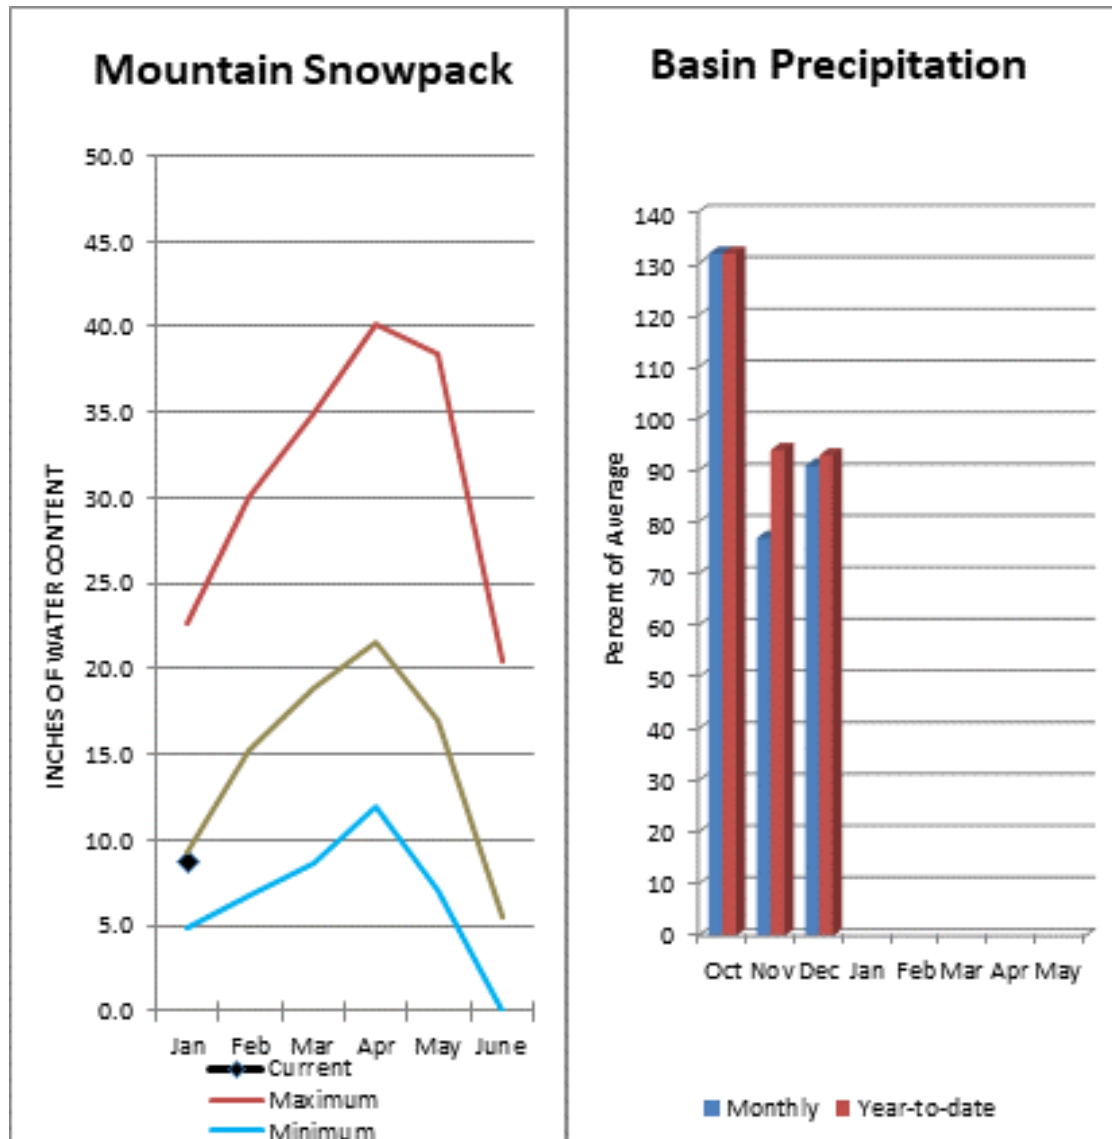 Mountain Snowpack
INCHES OF WATER CONTENT
50.0
45.0
40.0
35.0
30.0
25.0
20.0
15.0
10.0
5.0
0.0
Jan Feb Mar Apr May June
Current
Maximum
Minimum
Basin Precipitation
Percent of Average
140
130
120
110
100
90
80
70
60
50
40
30
20
10
0
Oct Nov Dec Jan Feb Mar Apr May
Monthly Year-to-date